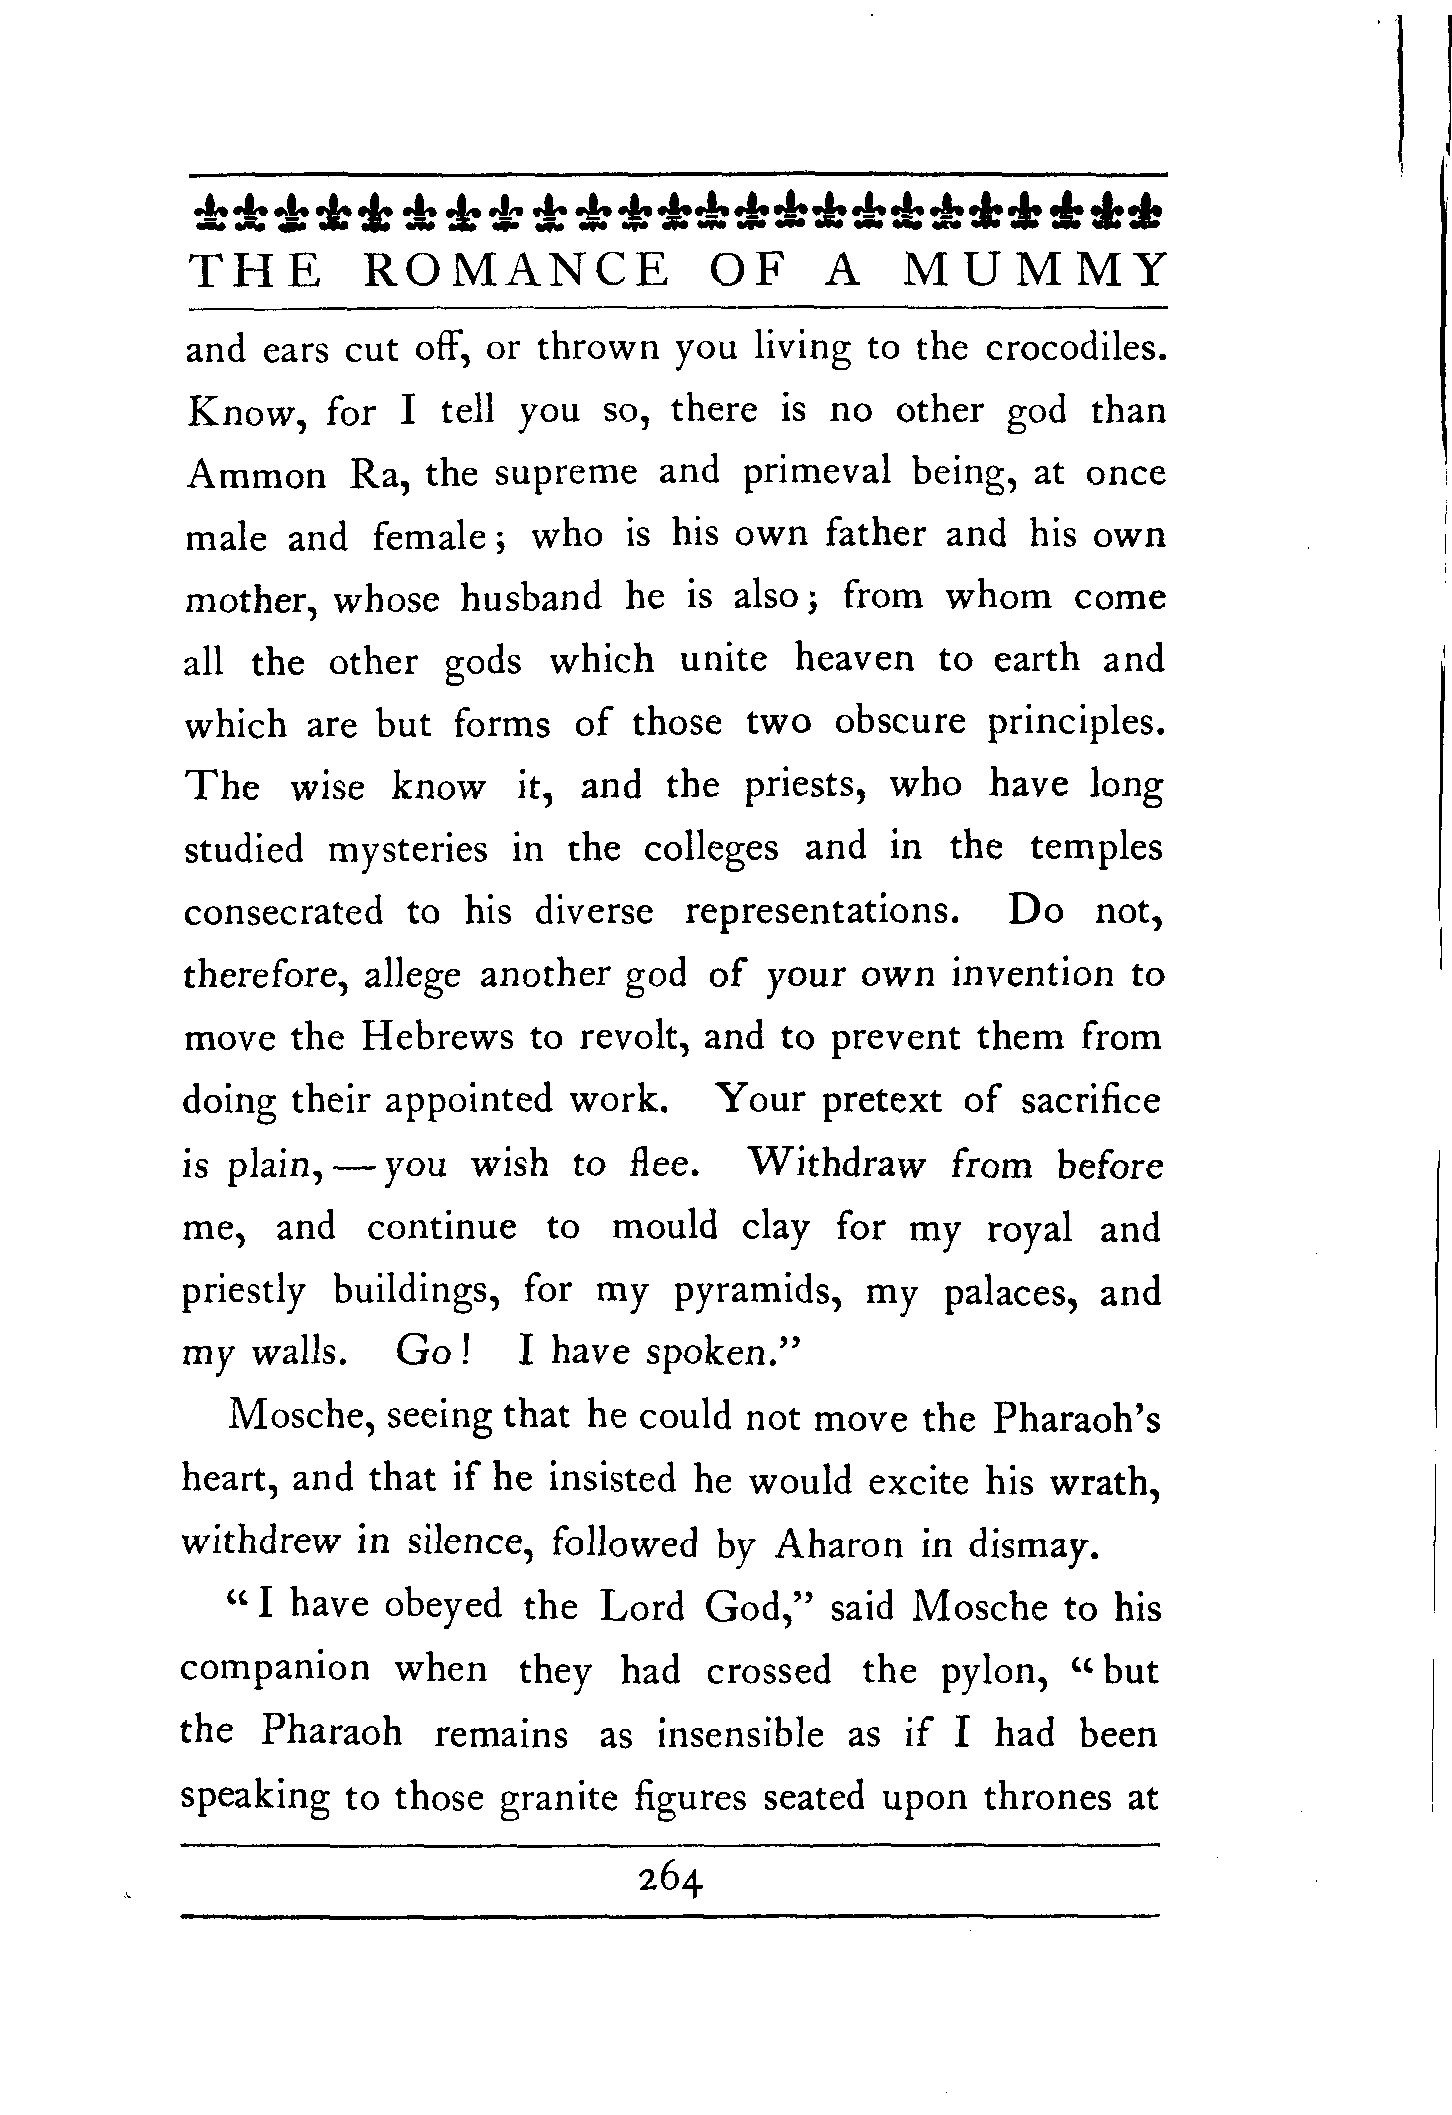 THE ROMANCE OF A MUMMY
and ears cut off, or thrown you living to the crocodiles.
Know, for I tell you so, there is no other god than
Ammon Ra, the supreme and primeval being, at once
male and female; who is his own father and his own
mother, whose husband he is also; from whom come
all the other gods which unite heaven to earth and
which are but forms of those two obscure principles.
The wise know it, and the priests, who have long
studied mysteries in the colleges and in the temples
consecrated to his diverse representations. Do not,
therefore, allege another god of your own invention to
move the Hebrews to revolt, and to prevent them from
doing their appointed work. Your pretext of sacrifice
is plain, — you wish to flee. Withdraw from before
me, and continue to mould clay for my royal and
priestly buildings, for my pyramids, my palaces, and
my walls. Go! I have spoken."
Mosche, seeing that he could not move the Pharaoh's
heart, and that if he insisted he would excite his wrath,
withdrew in silence, followed by Aharon in dismay.
"I have obeyed the Lord God," said Mosche to his
companion when they had crossed the pylon, "but
the Pharaoh remains as insensible as if I had been
speaking to those granite figures seated upon thrones at
264